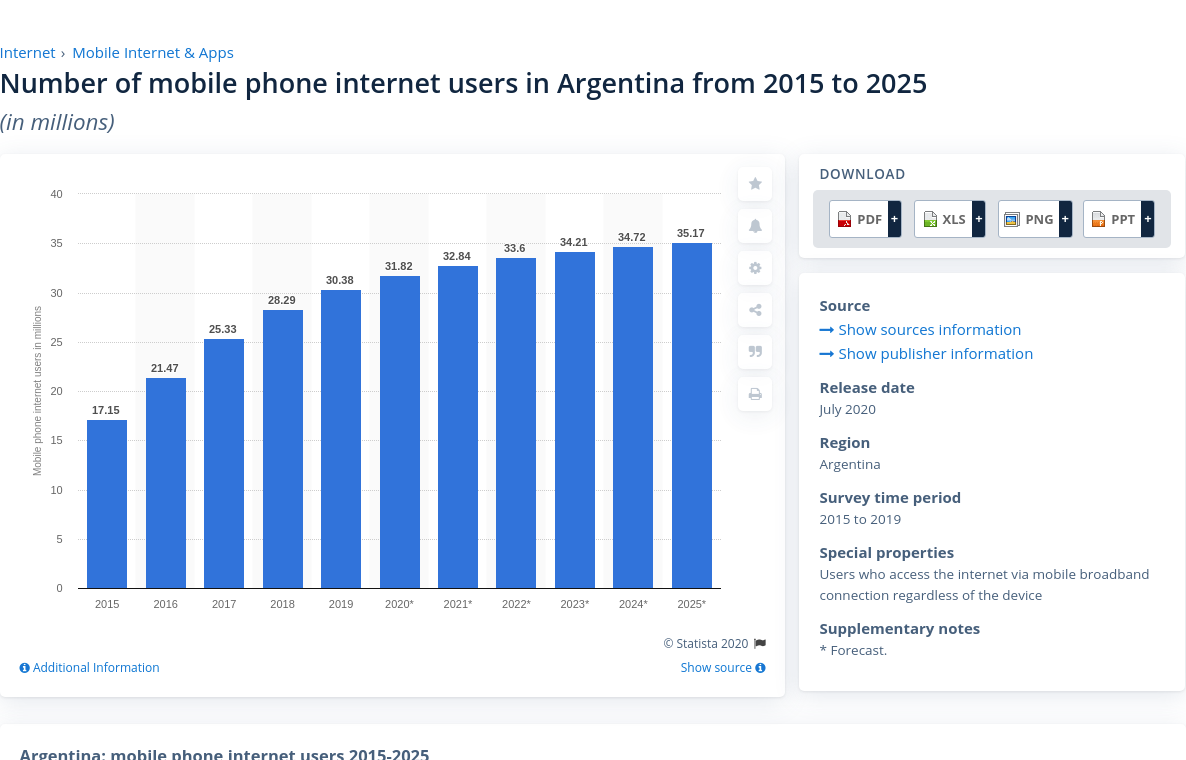 Internet › Mobile Internet & Apps
Number of mobile phone internet users in Argentina from 2015 to 2025
(in millions)
Mobile phone internet users in millions
40
35
30
25
20
15
10
5
0
17.15
21.47
25.33
28.29
30.38
31.82
32.84
33.6
34.21
34.72
35.17
2015 2016 2017 2018 2019 2020* 2021* 2022* 2023* 2024* 2025*
© Statista 2020
Additional Information
Show source
DOWNLOAD
PDF + XLS + PNG + PPT +
Source
Show sources information
Show publisher information
Release date
July 2020
Region
Argentina
Survey time period
2015 to 2019
Special properties
Users who access the internet via mobile broadband
connection regardless of the device
Supplementary notes
* Forecast.
Argentina: mobile phone internet users 2015-2025